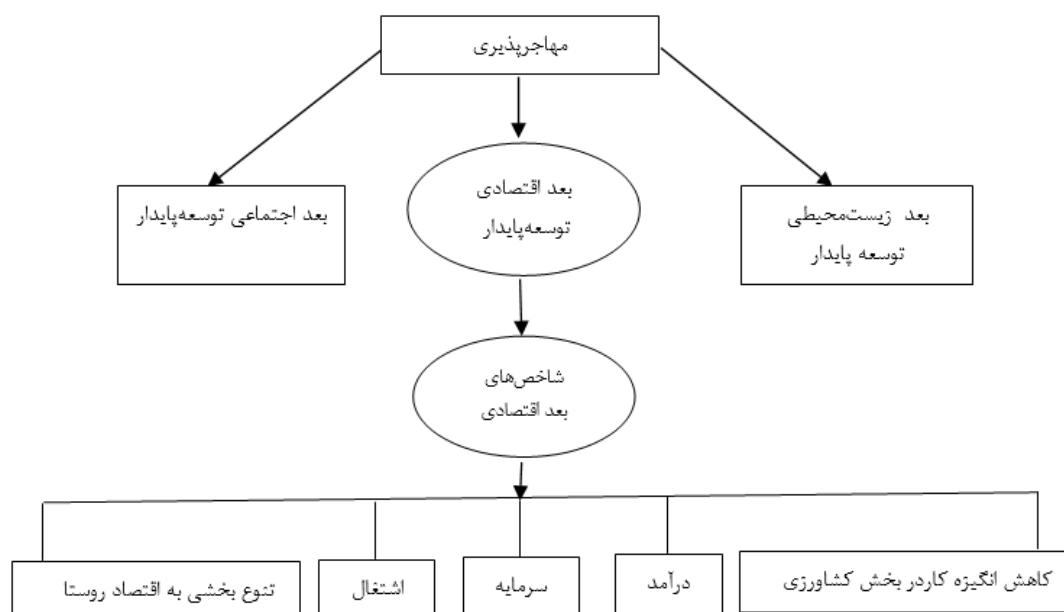 مهاجرپذیری
بعد زیست‌محیطی
توسعه پایدار
بعد اقتصادی
توسعه‌پایدار
بعد اجتماعی توسعه‌پایدار
شاخص‌های
بعد اقتصادی
کاهش انگیزه کاردر بخش کشاورزی
درآمد
سرمایه
اشتغال
تنوع بخشی به اقتصاد روستا